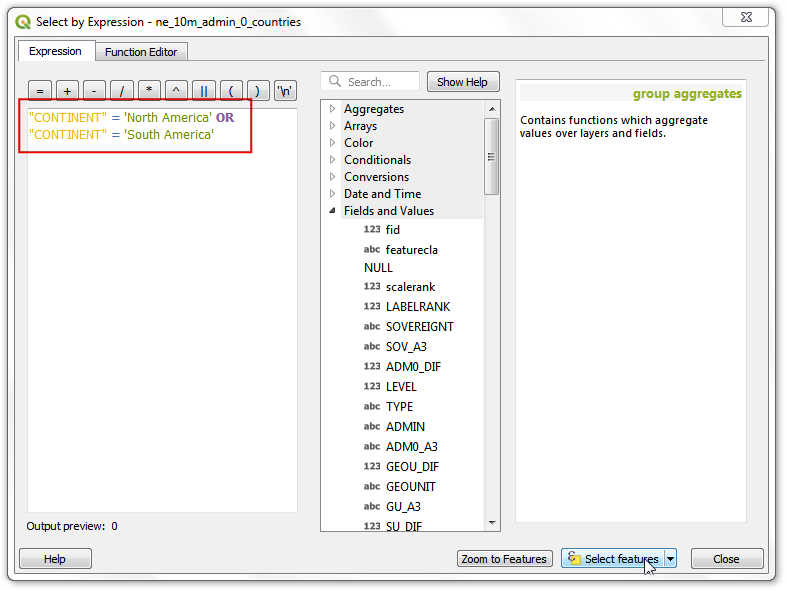 Select by Expression - ne_10m_admin_0_countries
Expression
Function Editor
= + - / * ^ || ( ) '\n'
"CONTINENT" = 'North America' OR
"CONTINENT" = 'South America'
Output preview: 0
Search...
Show Help
Aggregates
Arrays
Color
Conditionals
Conversions
Date and Time
Fields and Values
123 fid
abc featurecla
NULL
123 scalerank
123 LABELRANK
abc SOVEREIGNT
abc SOV_A3
123 ADM0_DIF
123 LEVEL
abc TYPE
abc ADMIN
abc ADM0_A3
123 GEOU_DIF
abc GEOUNIT
abc GU_A3
123 SU_DIF
group aggregates
Contains functions which aggregate
values over layers and fields.
Help
Zoom to Features
Select features
Close